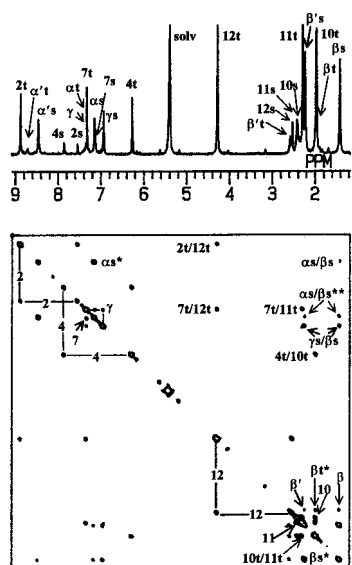 β's
solv 12t 11t 10t
βs
2t 7t
α't αt 7s
α's γ αs 4t
4s 2s γs
11s 10s βt
12s
β't
PPM
9 8 7 6 5 4 3 2
αs* 2t/12t αs/βs
αs/βs**
2 2 γ 7t/12t 7t/11t
4 γs/βs
7
4 4t/10t
12
β' βt* 10 β
12
11
10t/11t βs*